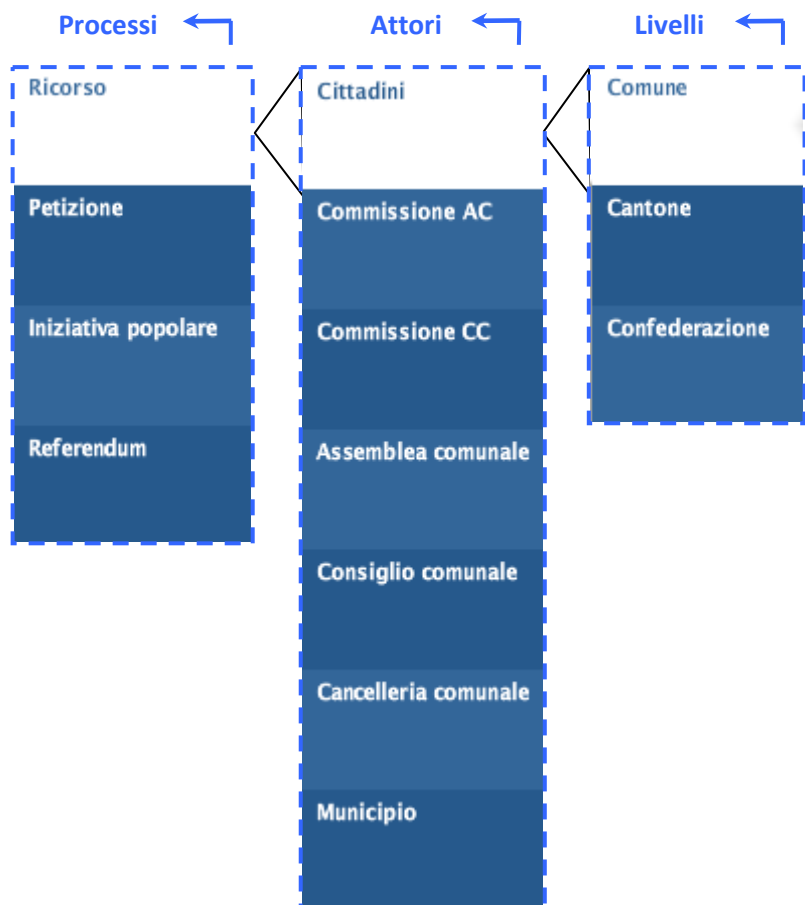 Processi
Attori
Livelli
Ricorso
Petizione
Iniziativa popolare
Referendum
Cittadini
Commissione AC
Commissione CC
Assemblea comunale
Consiglio comunale
Cancelleria comunale
Municipio
Comune
Cantone
Confederazione